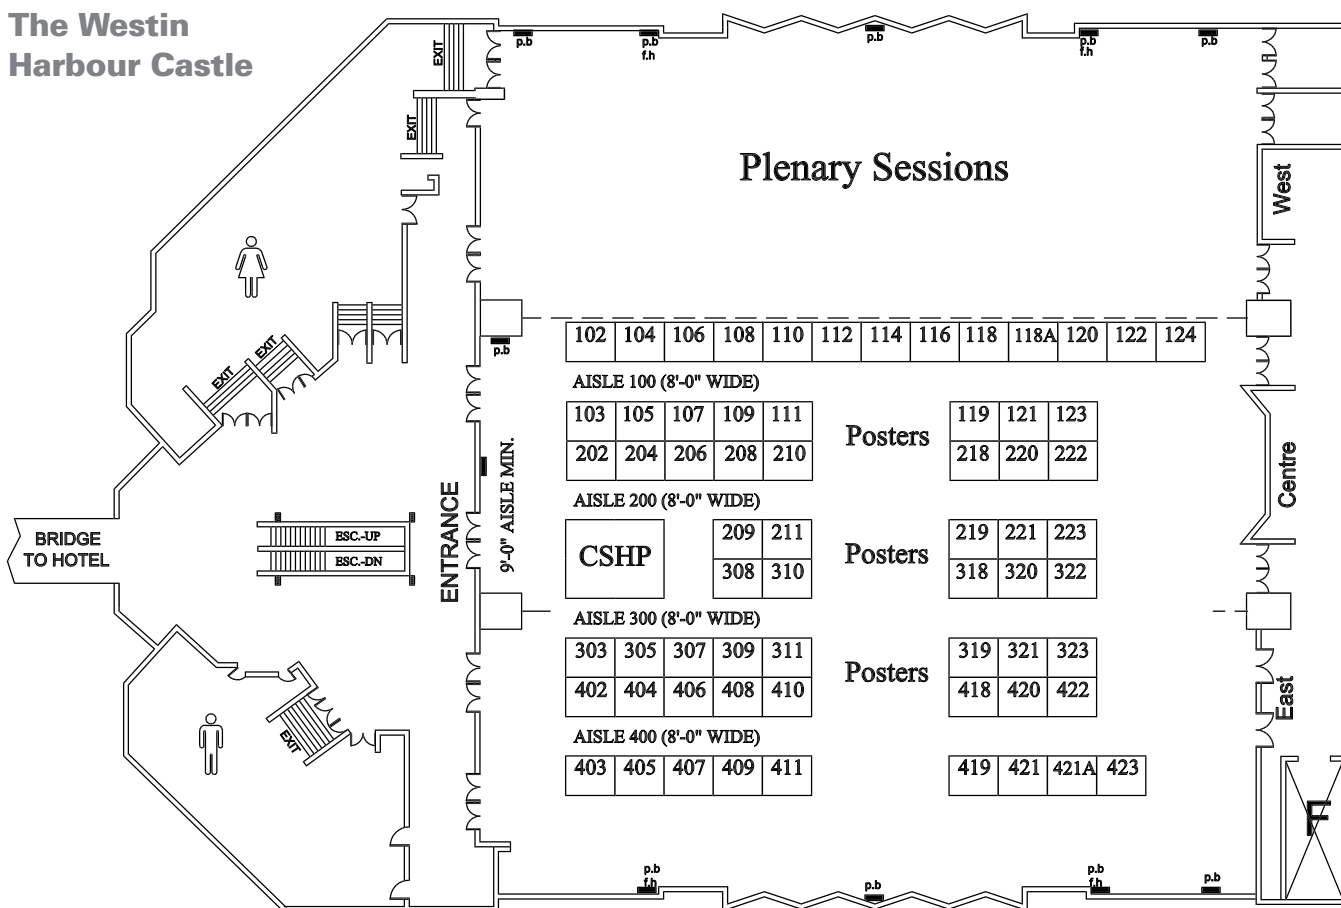 The Westin
Harbour Castle
p.b p.b p.b p.b p.b
f.h f.h
EXIT
EXIT
Plenary Sessions
West
102 104 106 108 110 112 114 116 118 118A 120 122 124
p.b
EXIT
EXIT
AISLE 100 (8'-0" WIDE)
103 105 107 109 111 119 121 123
Posters
202 204 206 208 210 218 220 222
AISLE 200 (8'-0" WIDE)
Centre
ENTRANCE
9'-0" AISLE MIN.
BRIDGE
TO HOTEL
ESC.-UP
ESC.-DN
CSHP
209 211 219 221 223
Posters
308 310 318 320 322
AISLE 300 (8'-0" WIDE)
303 305 307 309 311 319 321 323
Posters
402 404 406 408 410 418 420 422
East
EXIT
AISLE 400 (8'-0" WIDE)
403 405 407 409 411 419 421 421A 423
F
p.b p.b p.b p.b
f.h f.h